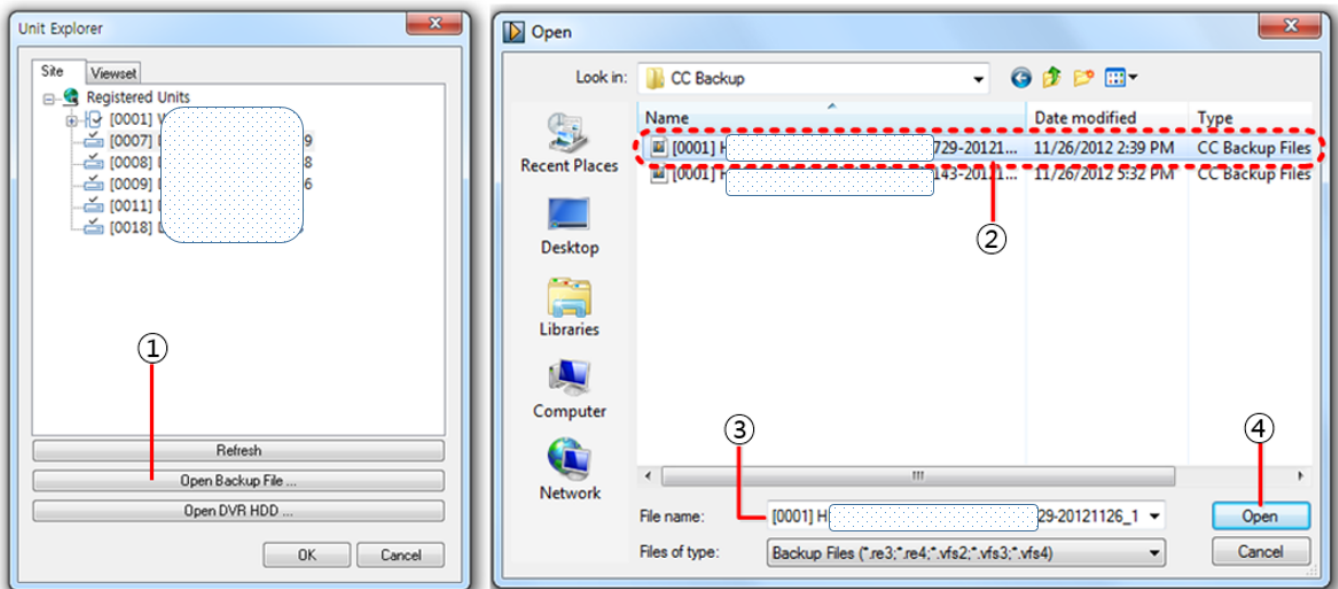 Unit Explorer
Site Viewset
Registered Units
[0001]
[0007] 9
[0008] 8
[0009] 6
[0011]
[0018]
①
Refresh
Open Backup File ...
Open DVR HDD ...
OK Cancel
Open
Look in: CC Backup
Recent Places
Desktop
Libraries
Computer
Network
Name Date modified Type
[0001] H 729-20121... 11/26/2012 2:39 PM CC Backup Files
[0001] H 143-20121... 11/26/2012 5:32 PM CC Backup Files
②
③
④
File name: [0001] H 29-20121126_1 Open
Files of type: Backup Files (*.re3;*.re4;*.vfs2;*.vfs3;*.vfs4) Cancel